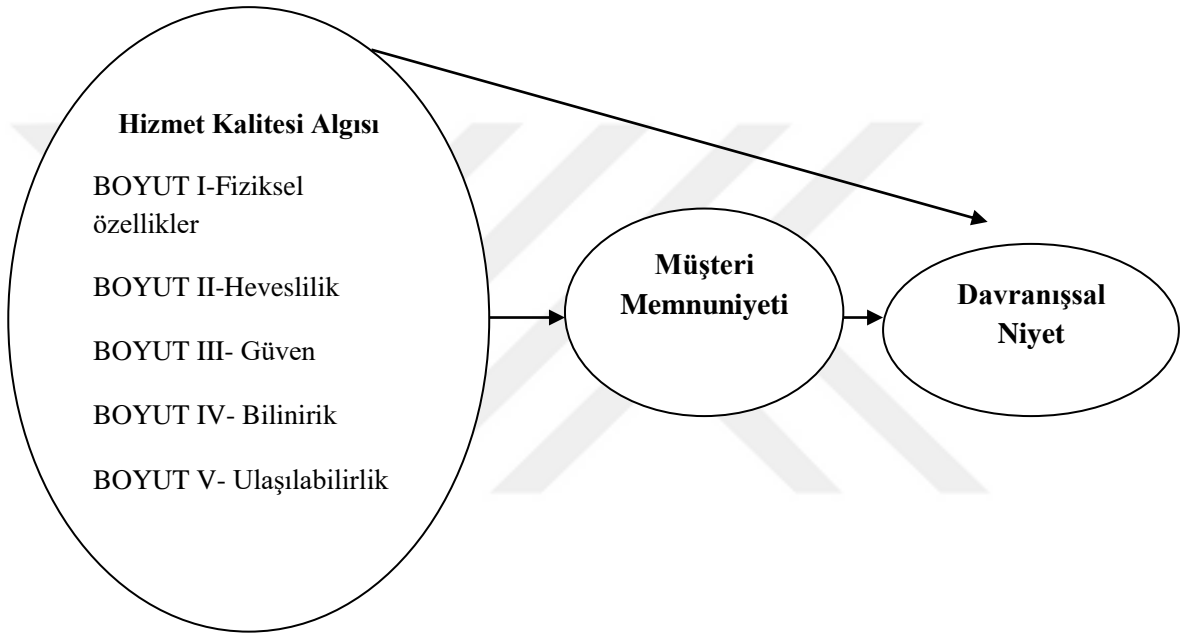 Hizmet Kalitesi Algısı
BOYUT I-Fiziksel
özellikler
BOYUT II-Heveslilik
BOYUT III- Güven
BOYUT IV- Bilinirik
BOYUT V- Ulaşılabilirlik
Müşteri
Memnuniyeti
Davranışsal
Niyet